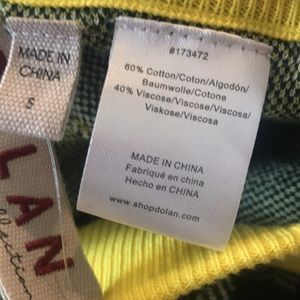 MADE IN
CHINA
S
LAN
#173472
60% Cotton/Coton/Algodón/
Baumwolle/Cotone
40% Viscose/Viscose/Viscosa/
Viskose/Viscosa
MADE IN CHINA
Fabriqué en china
Hecho en CHINA
www.shopdolan.com